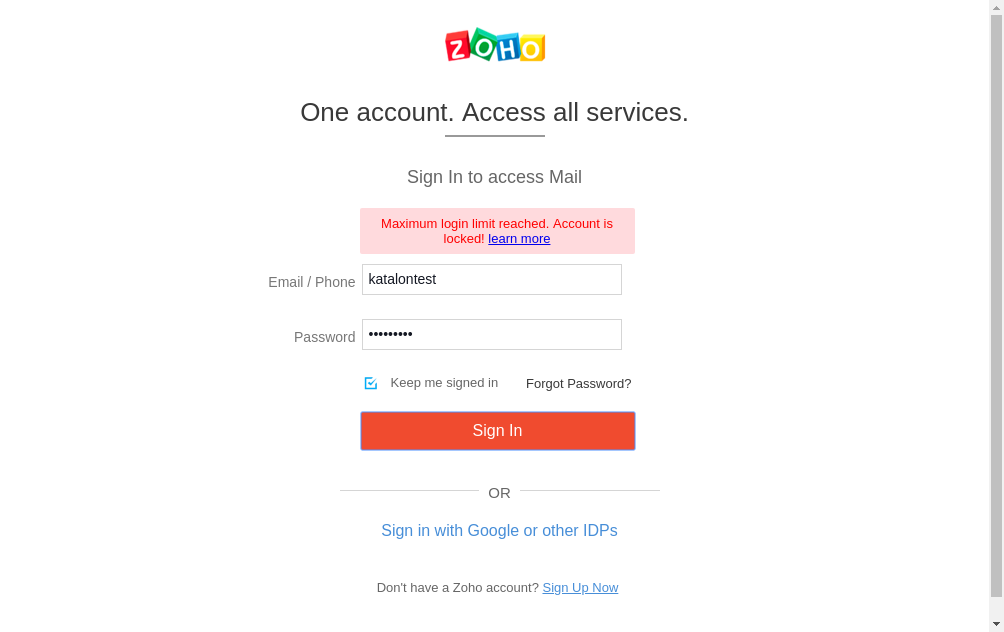 ZOHO
One account. Access all services.
Sign In to access Mail
Maximum login limit reached. Account is
locked! learn more
Email / Phone katalontest
Password •••••••••
Keep me signed in Forgot Password?
Sign In
OR
Sign in with Google or other IDPs
Don't have a Zoho account? Sign Up Now